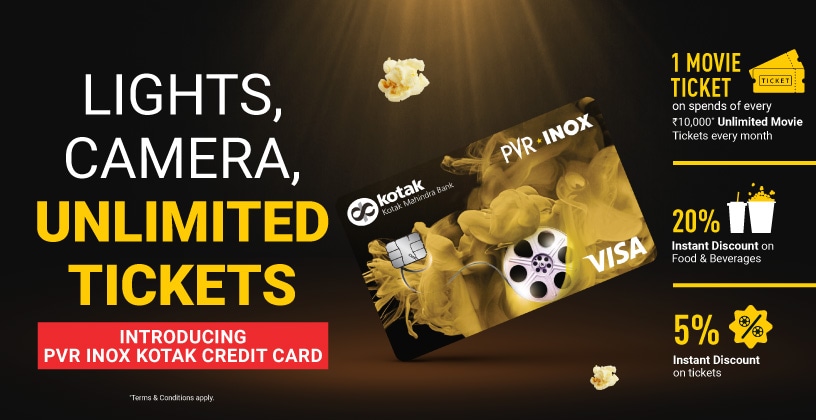 LIGHTS,
CAMERA,
UNLIMITED
TICKETS
INTRODUCING
PVR INOX KOTAK CREDIT CARD
*Terms & Conditions apply.
PVR INOX
kotak
Kotak Mahindra Bank
VISA
1 MOVIE
TICKET
TICKET
on spends of every
₹10,000* Unlimited Movie
Tickets every month
20%
Instant Discount on
Food & Beverages
5%
Instant Discount
on tickets